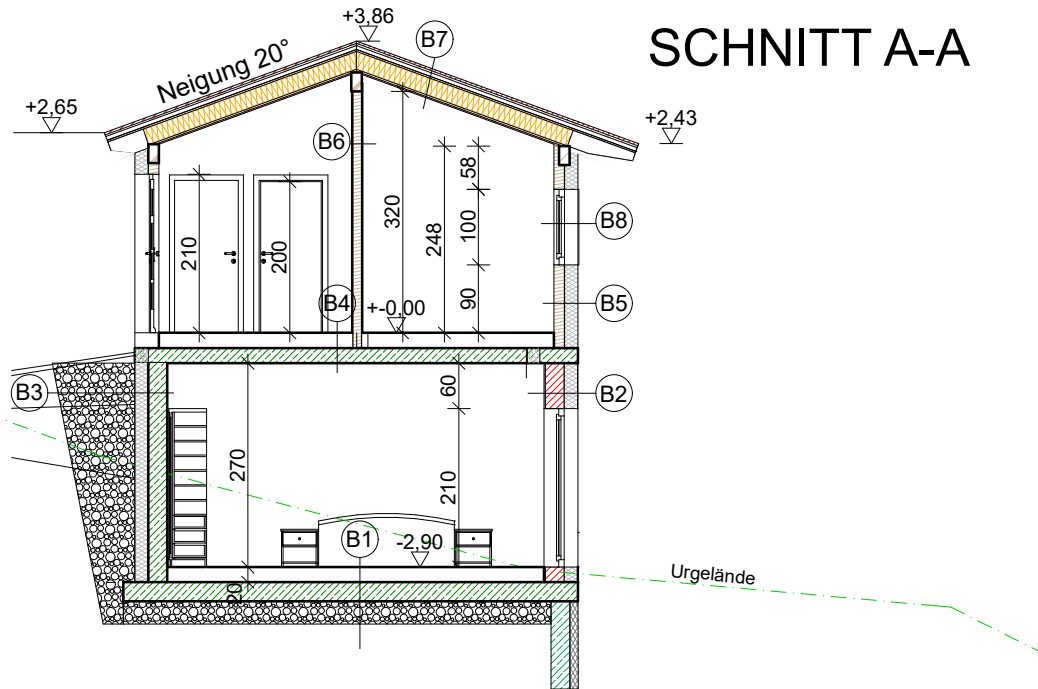 SCHNITT A-A
+3,86
B7
Neigung 20°
+2,65
+2,43
B6
58
320
248
100
B8
210
200
90
B5
B4
+-0,00
B3
60
B2
270
210
B1
-2,90
20
Urgelände